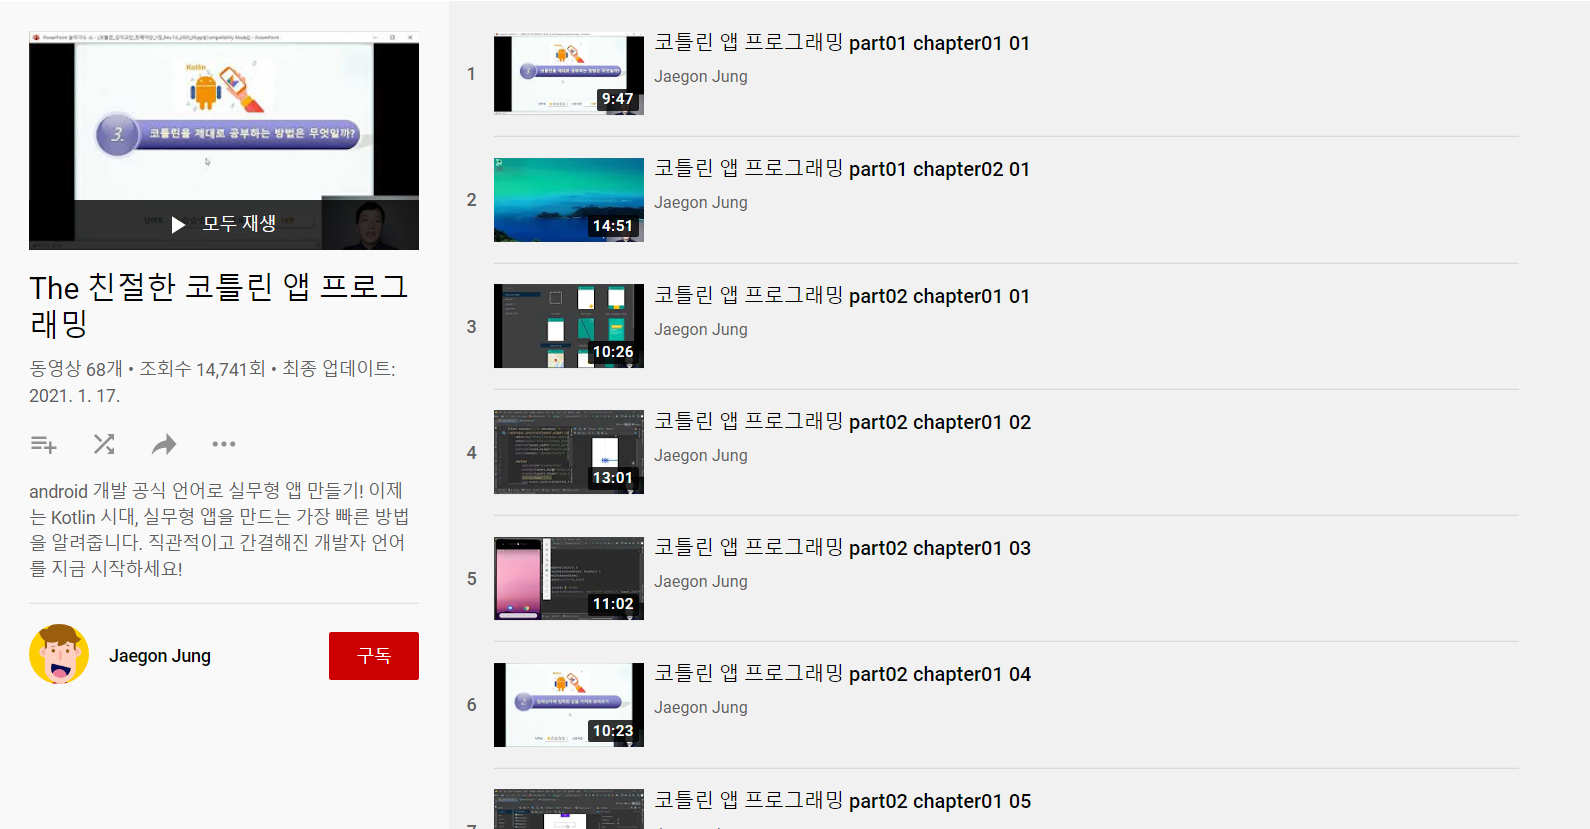 Kotlin
3. 코틀린을 제대로 공부하는 방법은 무엇일까?
모두 재생
The 친절한 코틀린 앱 프로그
래밍
동영상 68개 • 조회수 14,741회 • 최종 업데이트:
2021. 1. 17.
android 개발 공식 언어로 실무형 앱 만들기! 이제
는 Kotlin 시대, 실무형 앱을 만드는 가장 빠른 방법
을 알려줍니다. 직관적이고 간결해진 개발자 언어
를 지금 시작하세요!
Jaegon Jung
구독
1
9:47
코틀린 앱 프로그래밍 part01 chapter01 01
Jaegon Jung
2
14:51
코틀린 앱 프로그래밍 part01 chapter02 01
Jaegon Jung
3
10:26
코틀린 앱 프로그래밍 part02 chapter01 01
Jaegon Jung
4
13:01
코틀린 앱 프로그래밍 part02 chapter01 02
Jaegon Jung
5
11:02
코틀린 앱 프로그래밍 part02 chapter01 03
Jaegon Jung
6
10:23
코틀린 앱 프로그래밍 part02 chapter01 04
Jaegon Jung
코틀린 앱 프로그래밍 part02 chapter01 05